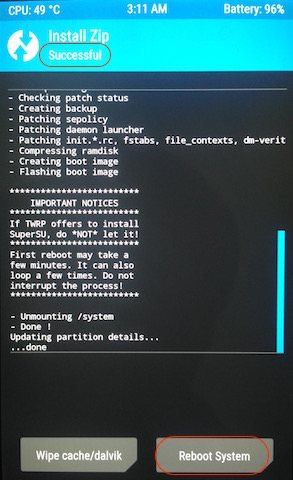 CPU: 49 °C 3:11 AM Battery: 96%
Install Zip
Successful
- Checking patch status
- Creating backup
- Patching sepolicy
- Patching daemon launcher
- Patching init.*.rc, fstabs, file_contexts, dm-verit
- Compressing ramdisk
- Creating boot image
- Flashing boot image
*************************
IMPORTANT NOTICES
*************************
If TWRP offers to install
SuperSU, do *NOT* let it!
*************************
First reboot may take a
few minutes. It can also
loop a few times. Do not
interrupt the process!
*************************
- Unmounting /system
- Done !
Updating partition details...
...done
Wipe cache/dalvik Reboot System